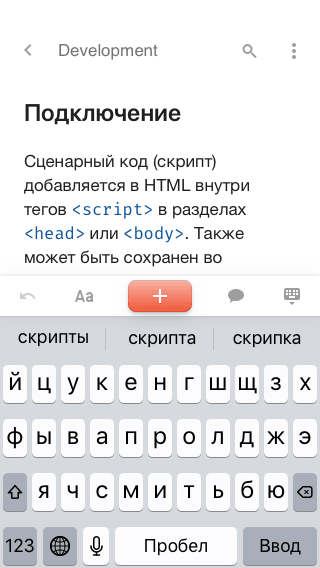 Development
Подключение
Сценарный код (скрипт)
добавляется в HTML внутри
тегов <script> в разделах
<head> или <body>. Также
может быть сохранен во
Aa
скрипты скрипта скрипка
й ц у к е н г ш щ з х
ф ы в а п р о л д ж э
я ч с м и т ь б ю
123 Пробел Ввод